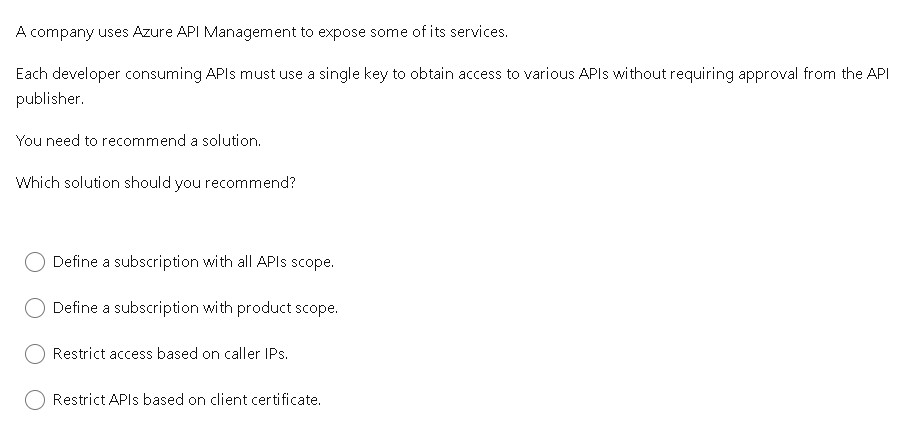 A company uses Azure API Management to expose some of its services.
Each developer consuming APIs must use a single key to obtain access to various APIs without requiring approval from the API
publisher.
You need to recommend a solution.
Which solution should you recommend?
Define a subscription with all APIs scope.
Define a subscription with product scope.
Restrict access based on caller IPs.
Restrict APIs based on client certificate.